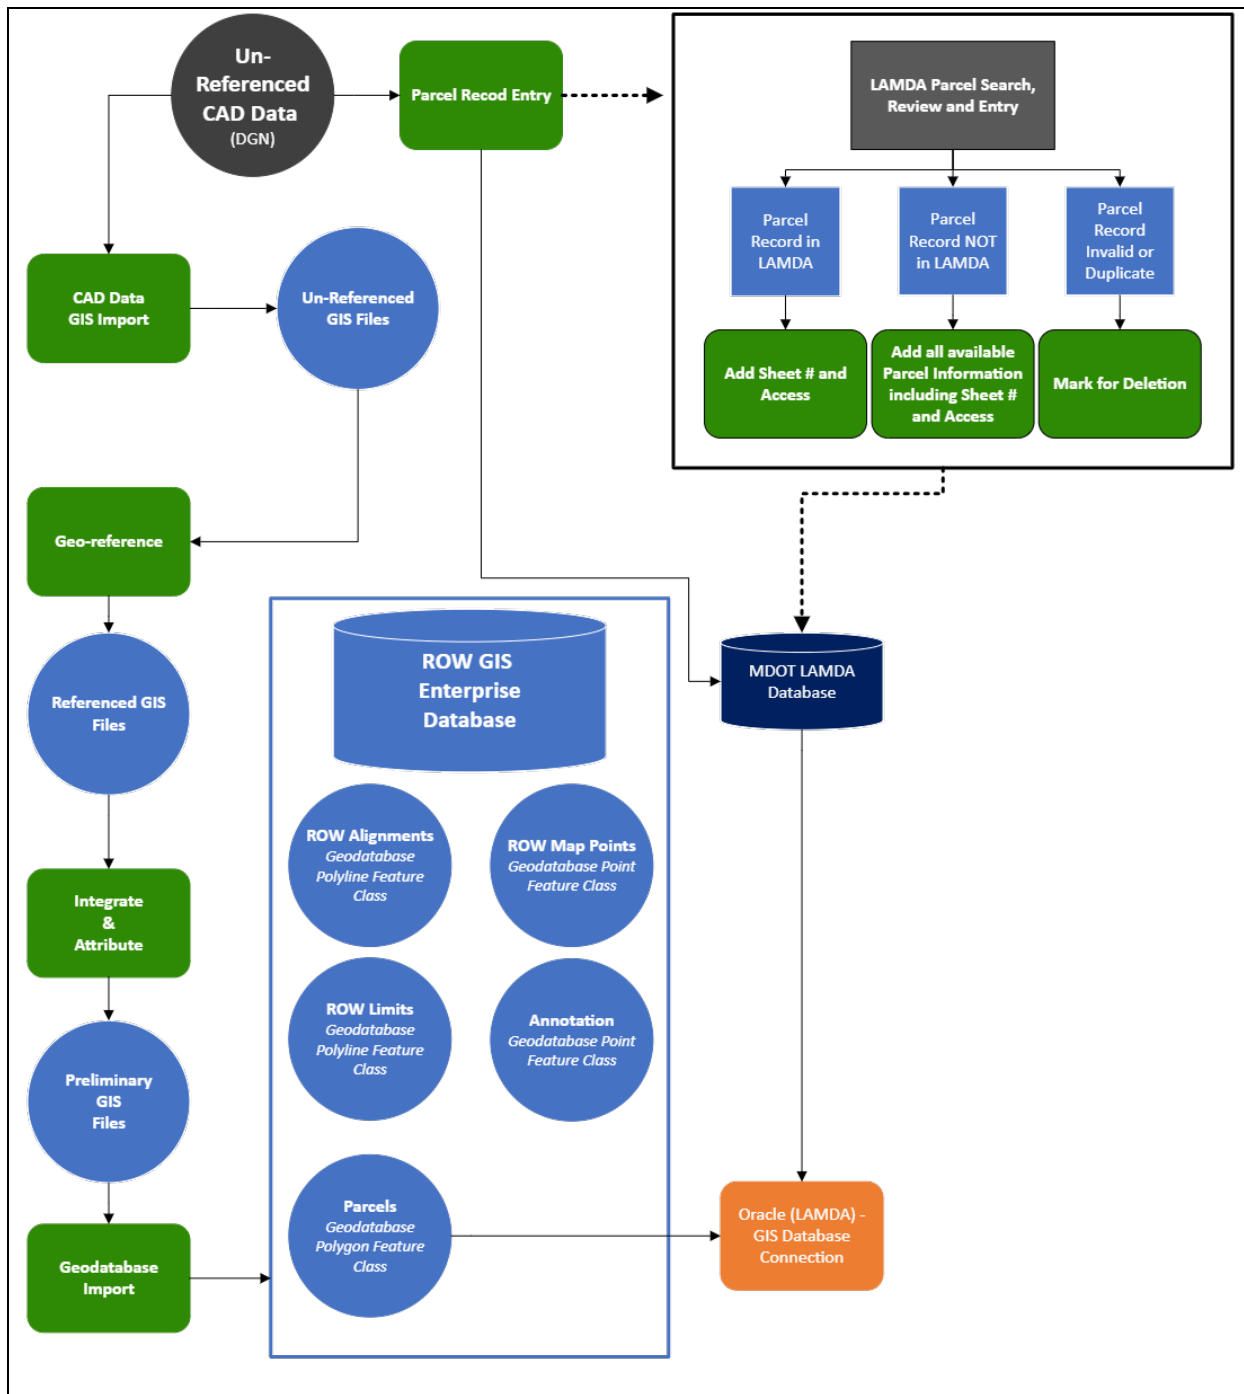 Un-
Referenced
CAD Data
(DGN)
Parcel Recod Entry
LAMDA Parcel Search,
Review and Entry
Parcel
Record in
LAMDA
Parcel
Record NOT
in LAMDA
Parcel
Record
Invalid or
Duplicate
CAD Data
GIS Import
Un-Referenced
GIS Files
Add Sheet # and
Access
Add all available
Parcel Information
including Sheet #
and Access
Mark for Deletion
Geo-reference
Referenced GIS
Files
ROW GIS
Enterprise
Database
MDOT LAMDA
Database
ROW Alignments
Geodatabase
Polyline Feature
Class
ROW Map Points
Geodatabase Point
Feature Class
Integrate
&
Attribute
ROW Limits
Geodatabase
Polyline Feature
Class
Annotation
Geodatabase Point
Feature Class
Preliminary
GIS
Files
Parcels
Geodatabase
Polygon Feature
Class
Oracle (LAMDA) -
GIS Database
Connection
Geodatabase
Import